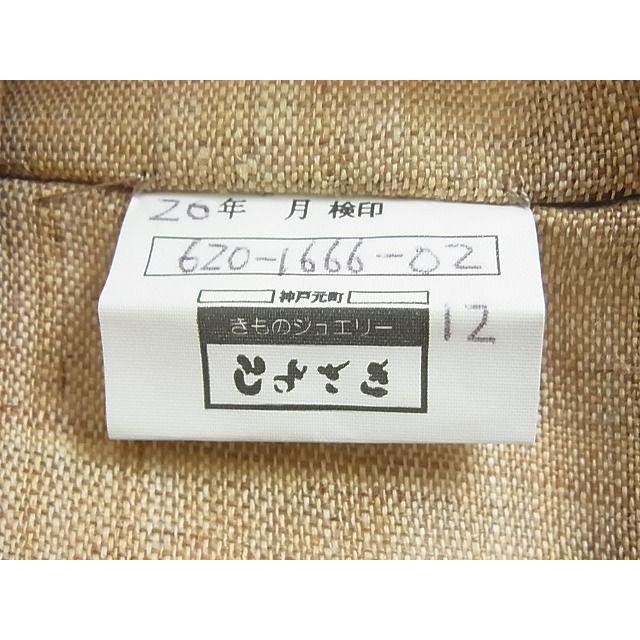 20年 月 検印
620-1666-02
神戸元町
12
きものジュエリー